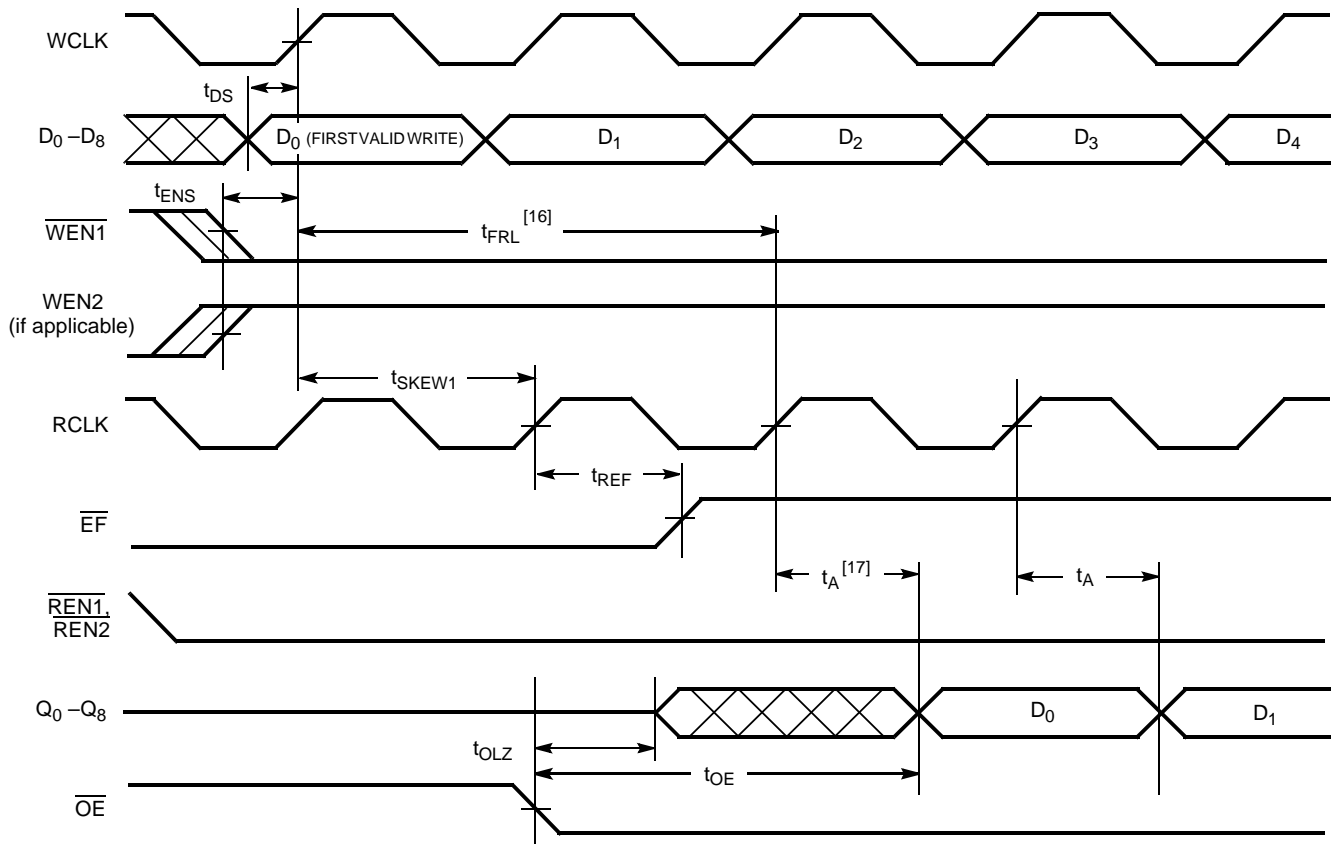 WCLK
tDS
D0 –D8
D0 (FIRST VALID WRITE)
D1
D2
D3
D4
tENS
WEN1
tFRL [16]
WEN2
(if applicable)
tSKEW1
RCLK
tREF
EF
tA [17]
tA
REN1,
REN2
Q0 –Q8
D0
D1
tOLZ
tOE
OE